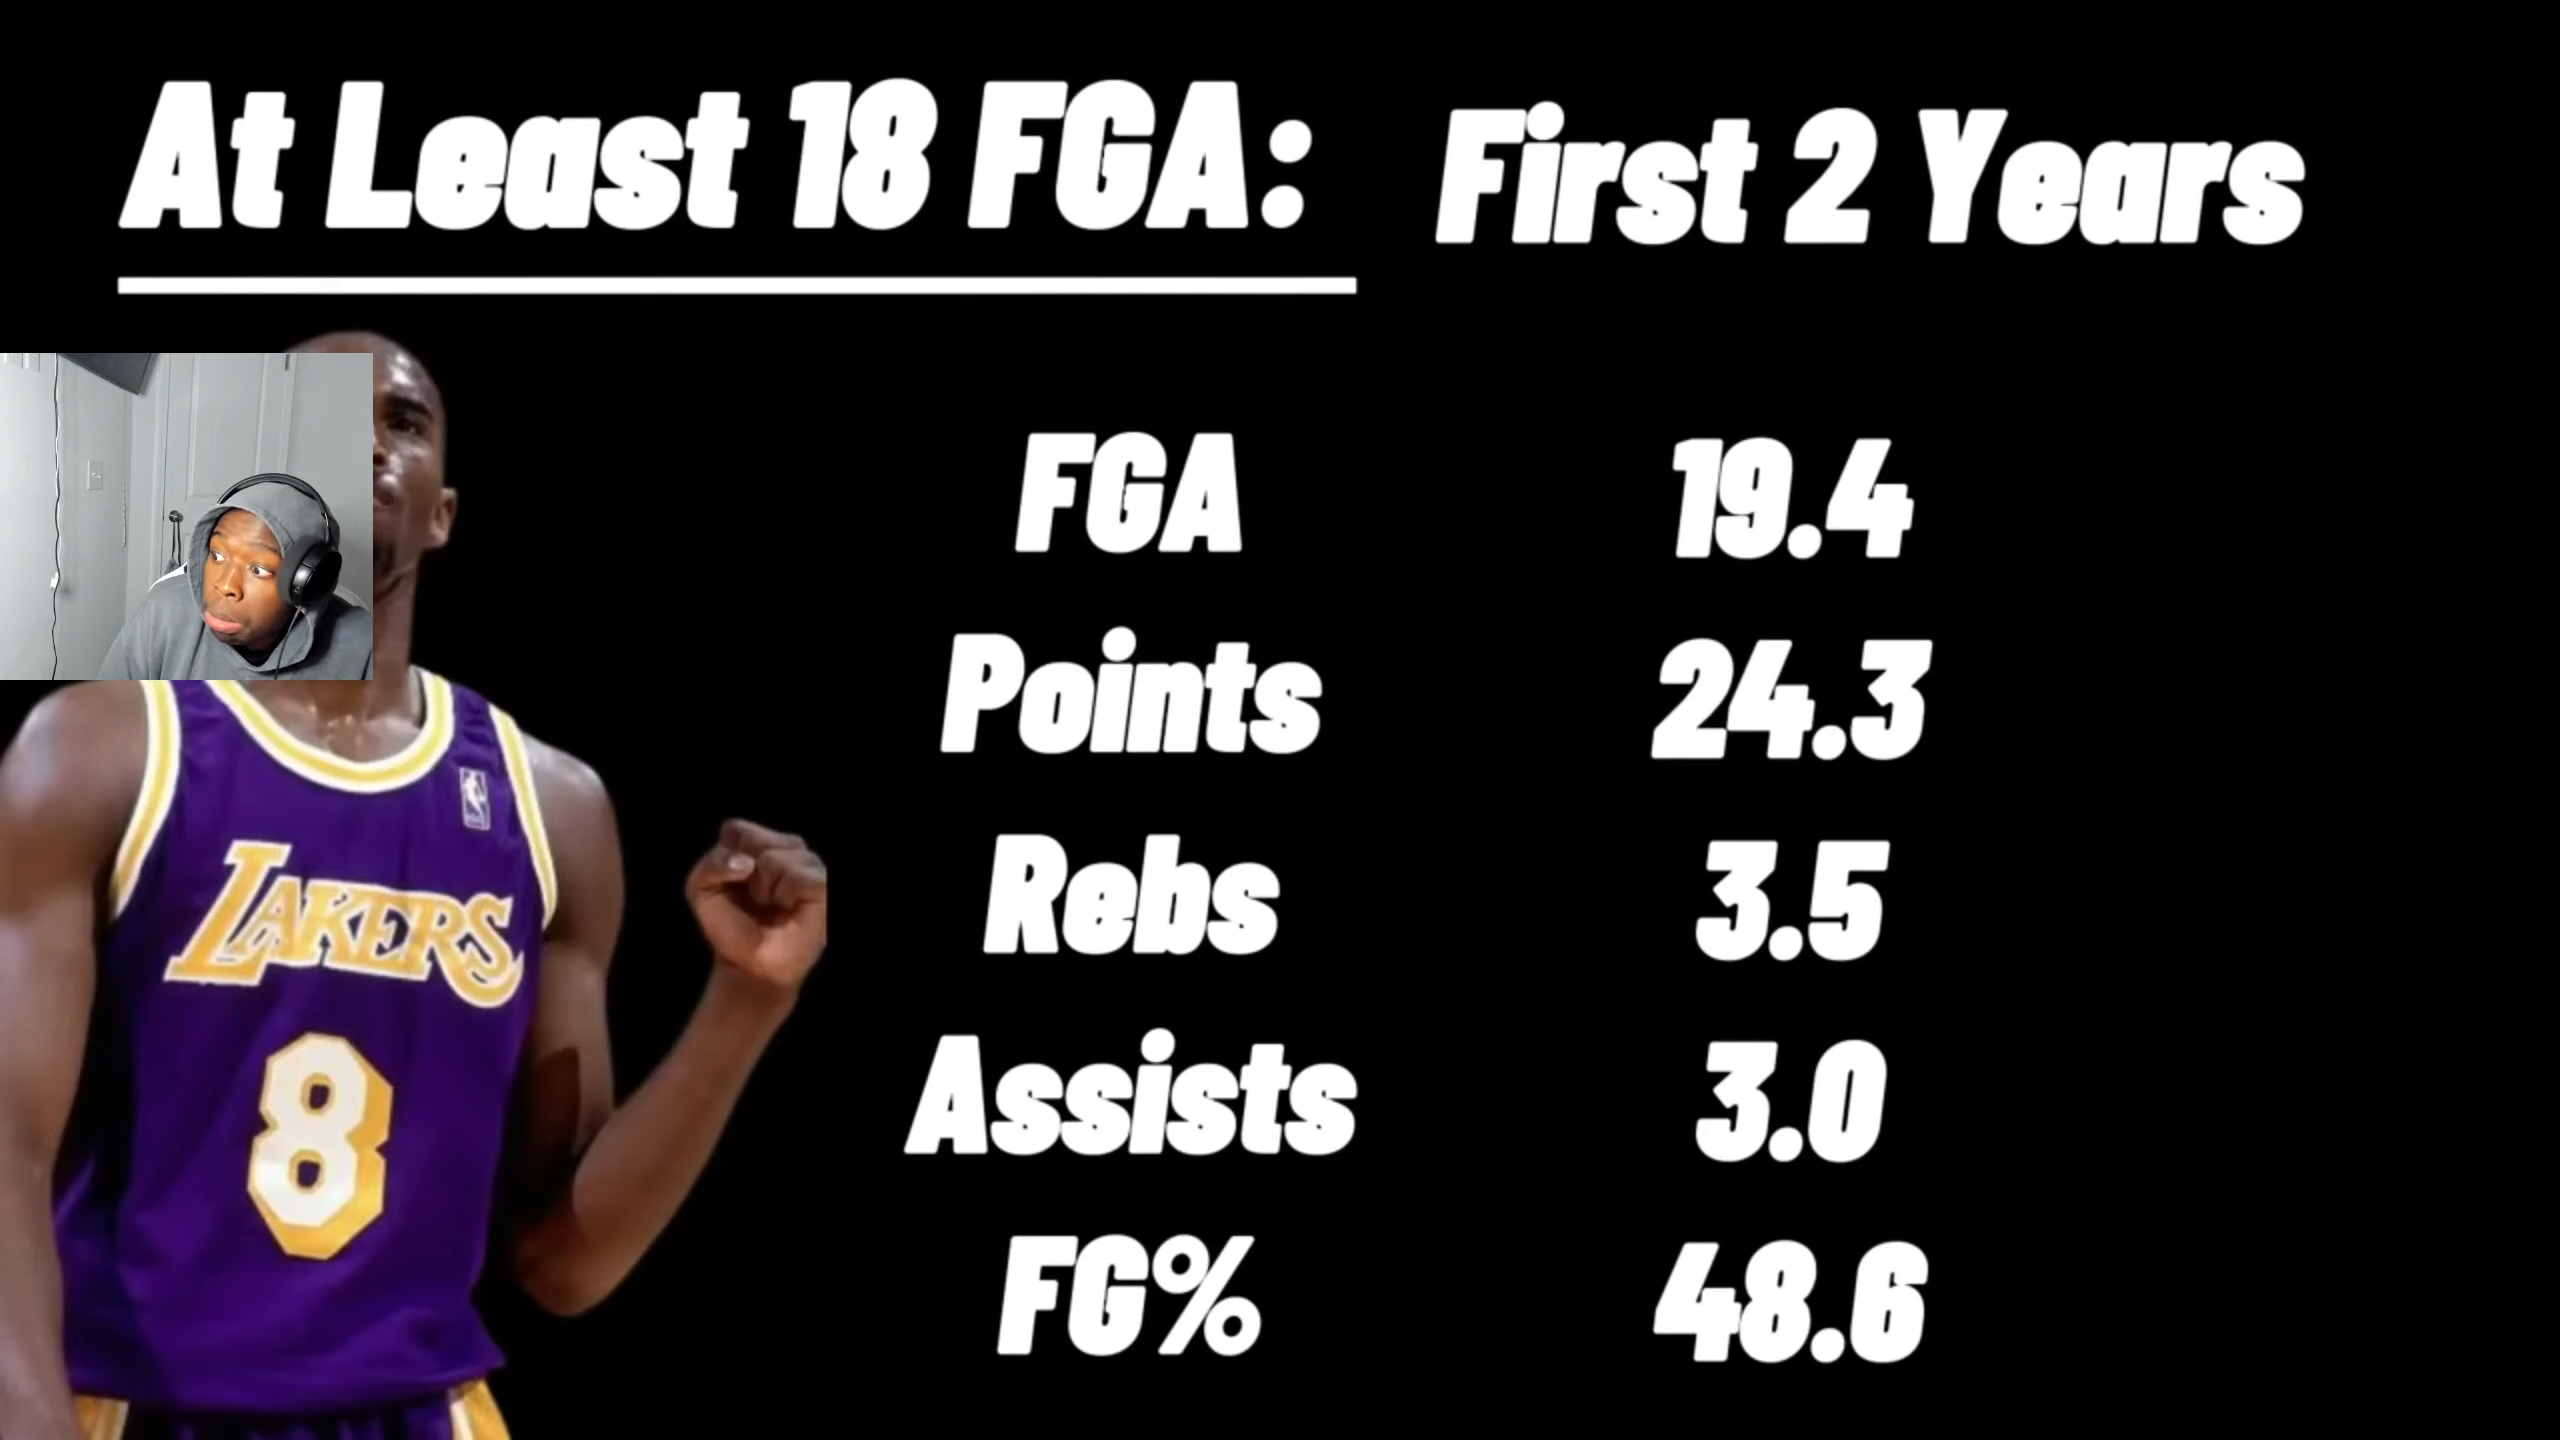 At Least 18 FGA: First 2 Years
FGA 19.4
Points 24.3
Rebs 3.5
Assists 3.0
FG% 48.6
LAKERS
8